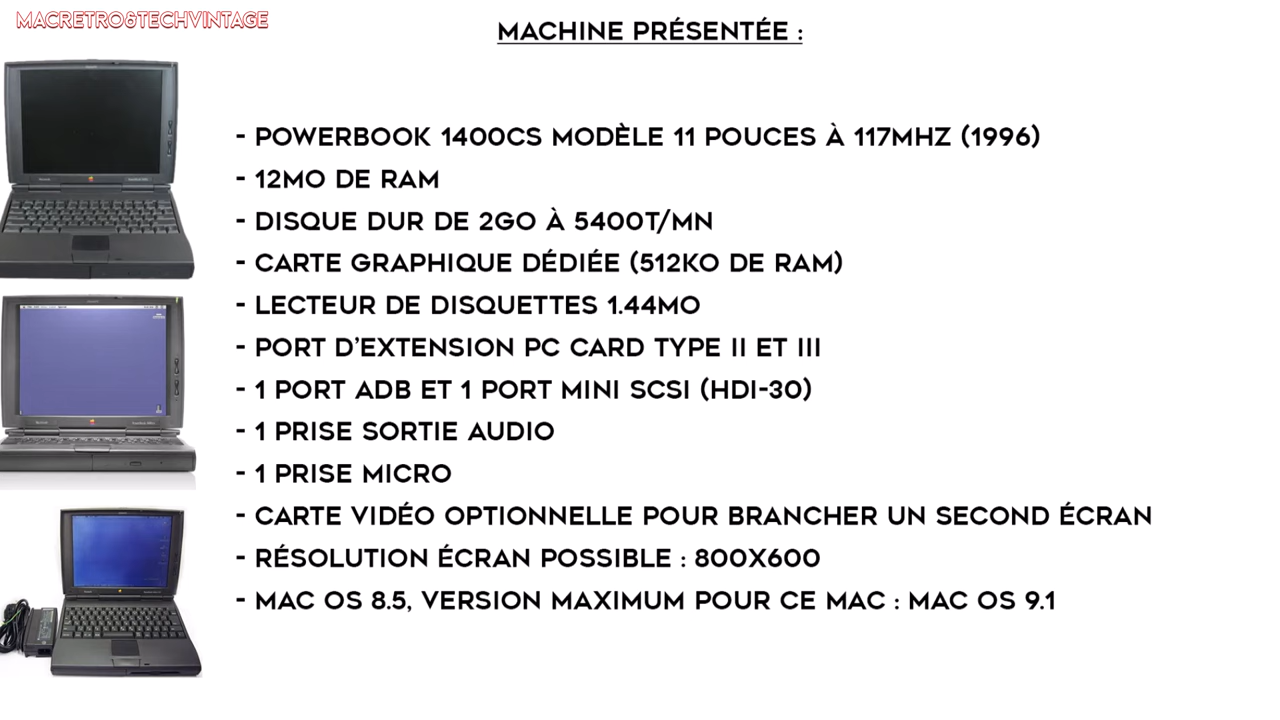 MACRETRO&TECHVINTAGE
MACHINE PRÉSENTÉE :
- POWERBOOK 1400CS MODÈLE 11 POUCES À 117MHZ (1996)
- 12MO DE RAM
- DISQUE DUR DE 2GO À 5400T/MN
- CARTE GRAPHIQUE DÉDIÉE (512KO DE RAM)
- LECTEUR DE DISQUETTES 1.44MO
- PORT D'EXTENSION PC CARD TYPE II ET III
- 1 PORT ADB ET 1 PORT MINI SCSI (HDI-30)
- 1 PRISE SORTIE AUDIO
- 1 PRISE MICRO
- CARTE VIDÉO OPTIONNELLE POUR BRANCHER UN SECOND ÉCRAN
- RÉSOLUTION ÉCRAN POSSIBLE : 800X600
- MAC OS 8.5, VERSION MAXIMUM POUR CE MAC : MAC OS 9.1